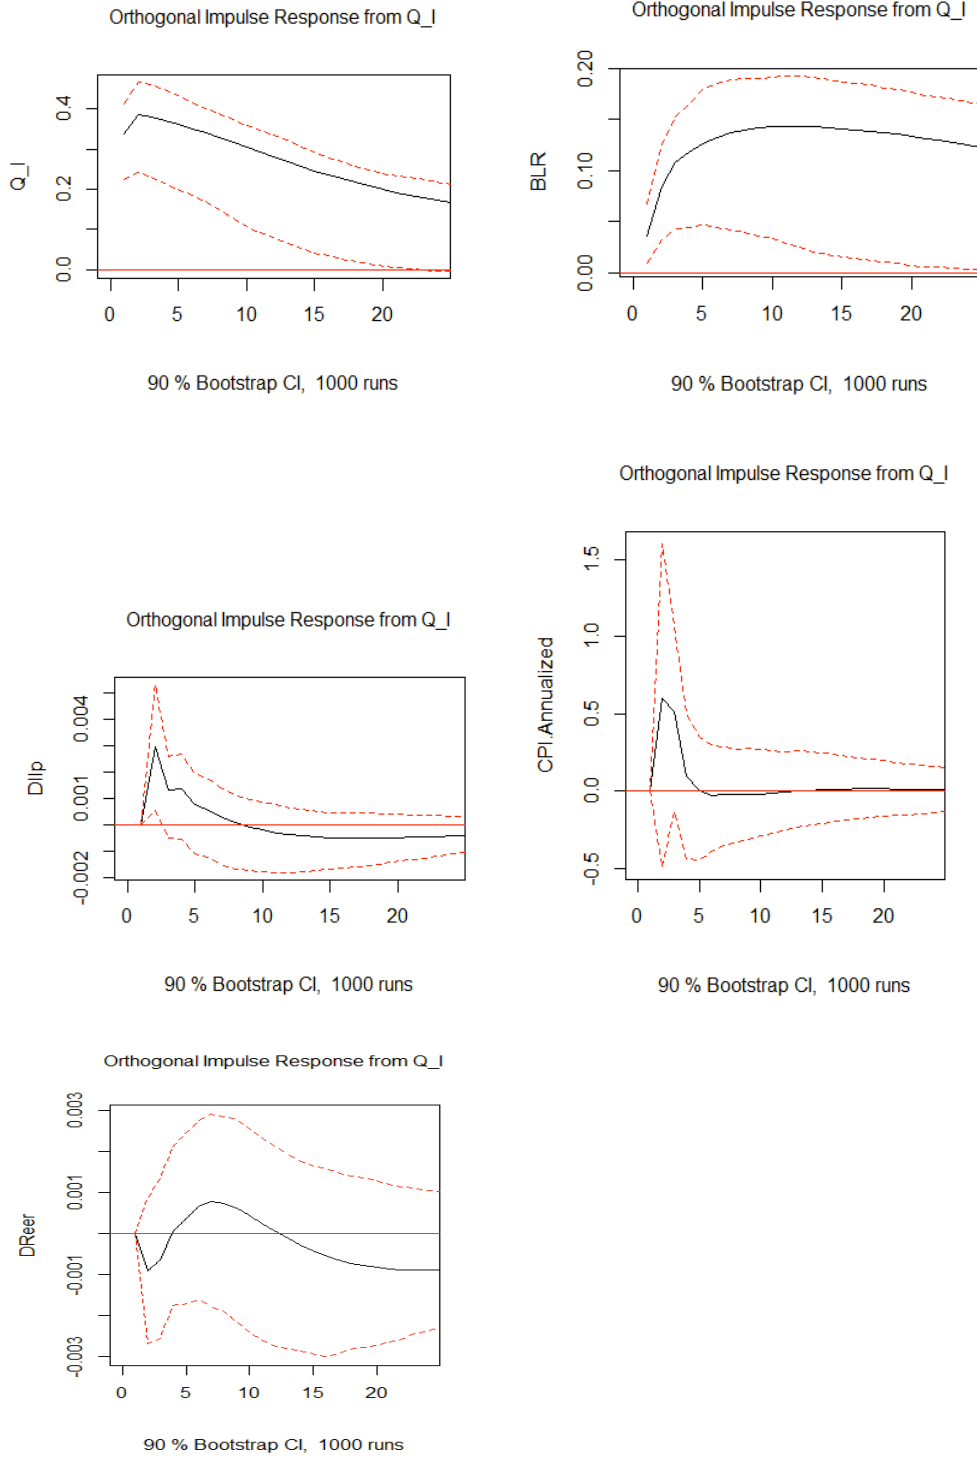 Orthogonal Impulse Response from Q_I
Q_I
0.0 0.2 0.4
0 5 10 15 20
90 % Bootstrap CI, 1000 runs
Orthogonal Impulse Response from Q_I
BLR
0.00 0.10 0.20
0 5 10 15 20
90 % Bootstrap CI, 1000 runs
Orthogonal Impulse Response from Q_I
DIIp
-0.002 0.001 0.004
0 5 10 15 20
90 % Bootstrap CI, 1000 runs
Orthogonal Impulse Response from Q_I
CPI.Annualized
-0.5 0.0 0.5 1.0 1.5
0 5 10 15 20
90 % Bootstrap CI, 1000 runs
Orthogonal Impulse Response from Q_I
DReer
-0.003 -0.001 0.001 0.003
0 5 10 15 20
90 % Bootstrap CI, 1000 runs